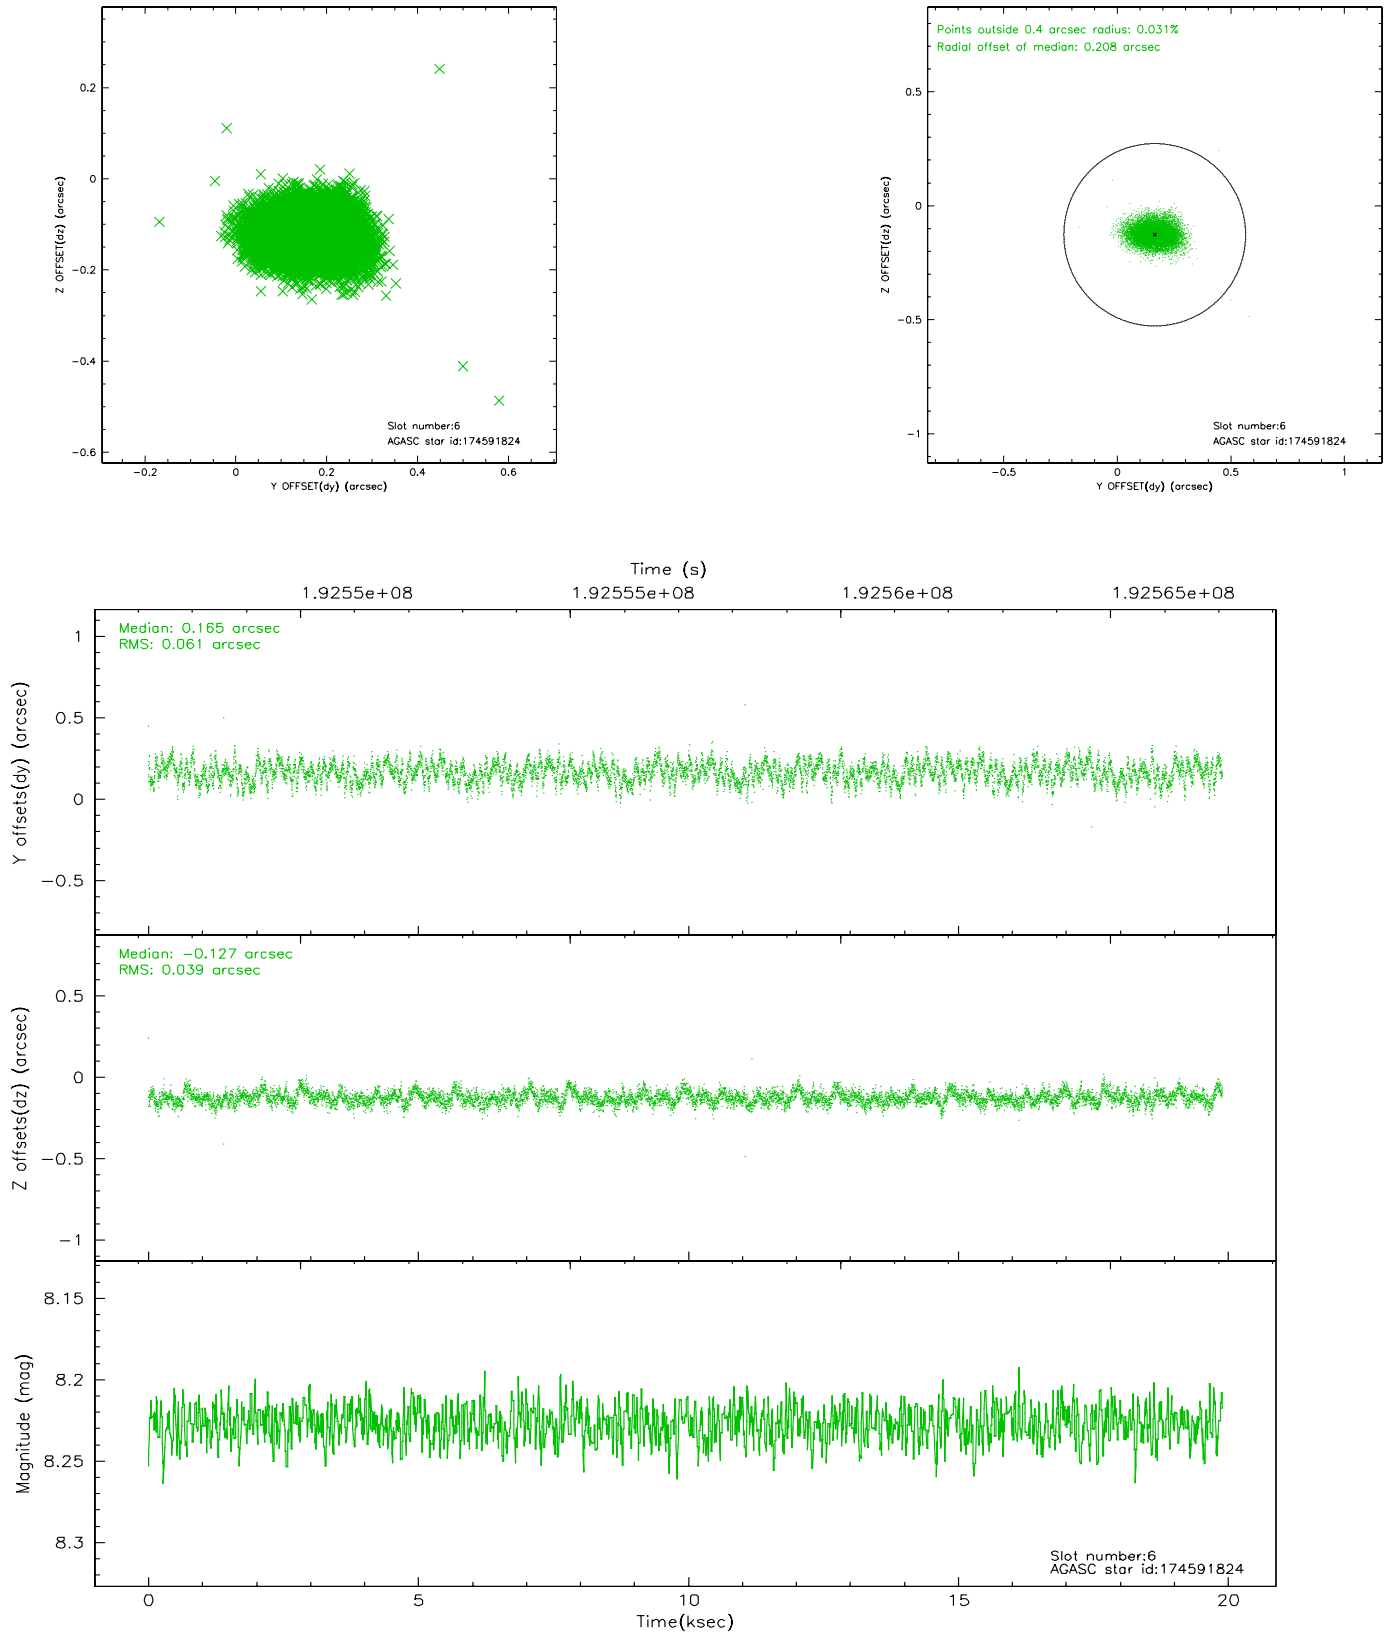 0.2
0
−0.2
−0.4
−0.6
Z OFFSET(dz) (arcsec)
Slot number:6
AGASC star id:174591824
−0.2 0 0.2 0.4 0.6
Y OFFSET(dy) (arcsec)
Points outside 0.4 arcsec radius: 0.031%
Radial offset of median: 0.208 arcsec
0.5
0
−0.5
−1
Z OFFSET(dz) (arcsec)
Slot number:6
AGASC star id:174591824
−0.5 0 0.5 1
Y OFFSET(dy) (arcsec)
Time (s)
1.9255e+08 1.92555e+08 1.9256e+08 1.92565e+08
Median: 0.165 arcsec
RMS: 0.061 arcsec
1
0.5
0
−0.5
Y offsets(dy) (arcsec)
Median: −0.127 arcsec
RMS: 0.039 arcsec
0.5
0
−0.5
−1
Z offsets(dz) (arcsec)
8.15
8.2
8.25
8.3
Magnitude (mag)
Slot number:6
AGASC star id:174591824
0 5 10 15 20
Time(ksec)